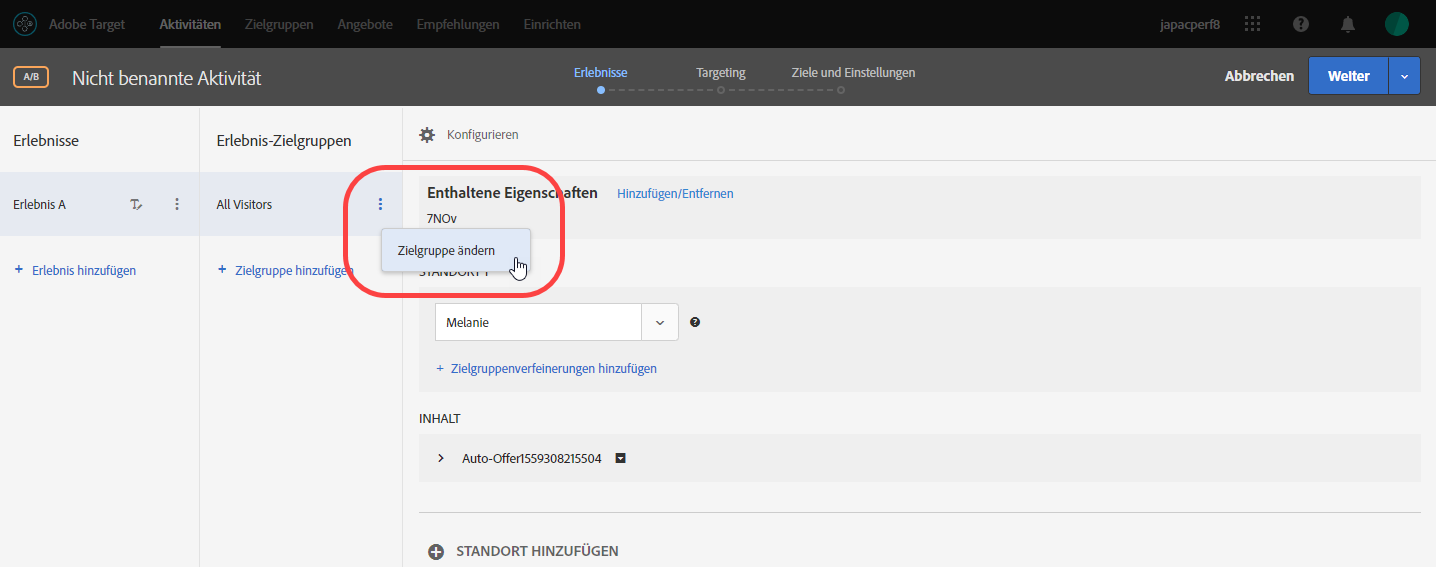 Adobe Target Aktivitäten Zielgruppen Angebote Empfehlungen Einrichten japacperf8
A/B Nicht benannte Aktivität Erlebnisse Targeting Ziele und Einstellungen Abbrechen Weiter
Erlebnisse Erlebnis-Zielgruppen Konfigurieren
Enthaltene Eigenschaften Hinzufügen/Entfernen
Erlebnis A All Visitors
7NOv
Zielgruppe ändern
+ Erlebnis hinzufügen + Zielgruppe hinzufügen
STANDORT 1
Melanie
+ Zielgruppenverfeinerungen hinzufügen
INHALT
Auto-Offer1559308215504
STANDORT HINZUFÜGEN